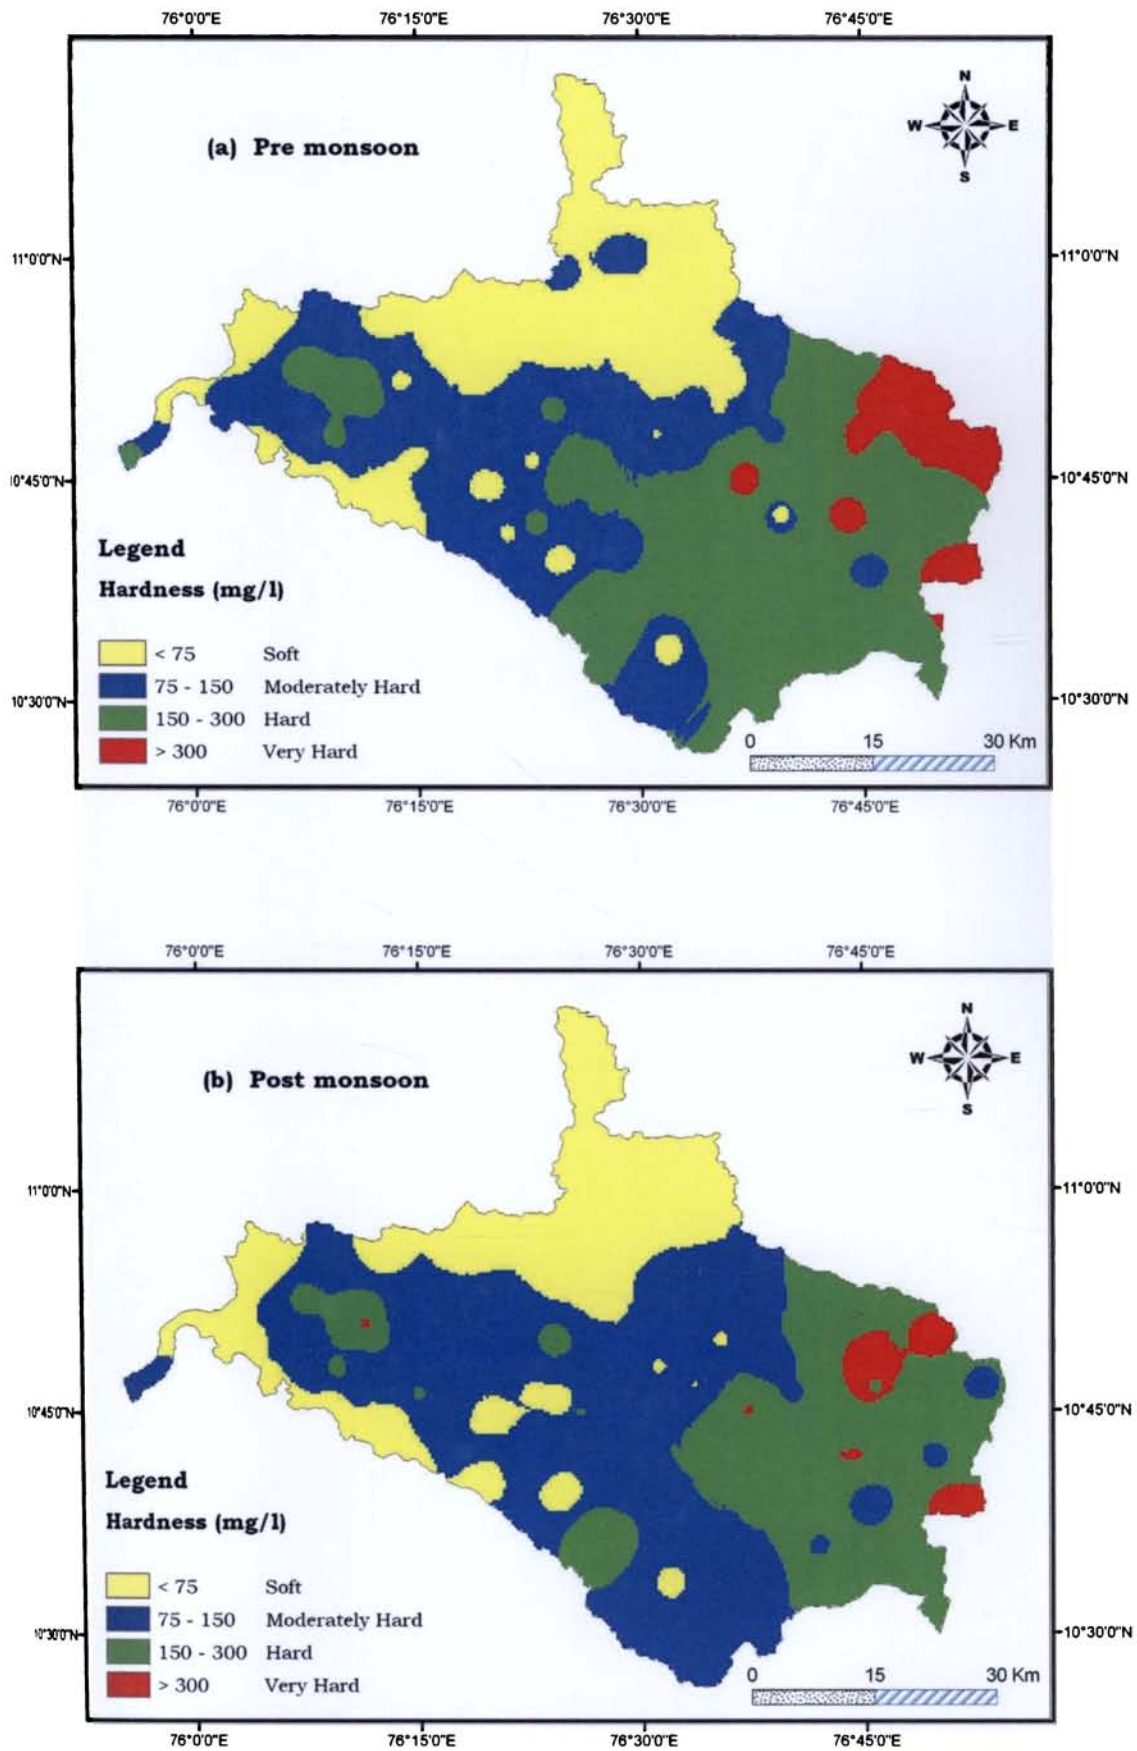 76°0'0"E 76°15'0"E 76°30'0"E 76°45'0"E
N
(a) Pre monsoon
W E
S
11°0'0"N 11°0'0"N
10°45'0"N 10°45'0"N
Legend
Hardness (mg/l)
< 75 Soft
75 - 150 Moderately Hard
10°30'0"N 10°30'0"N
150 - 300 Hard
0 15 30 Km
> 300 Very Hard
76°0'0"E 76°15'0"E 76°30'0"E 76°45'0"E
76°0'0"E 76°15'0"E 76°30'0"E 76°45'0"E
N
(b) Post monsoon
W E
S
11°0'0"N 11°0'0"N
10°45'0"N 10°45'0"N
Legend
Hardness (mg/l)
< 75 Soft
75 - 150 Moderately Hard
10°30'0"N 10°30'0"N
150 - 300 Hard
0 15 30 Km
> 300 Very Hard
76°0'0"E 76°15'0"E 76°30'0"E 76°45'0"E